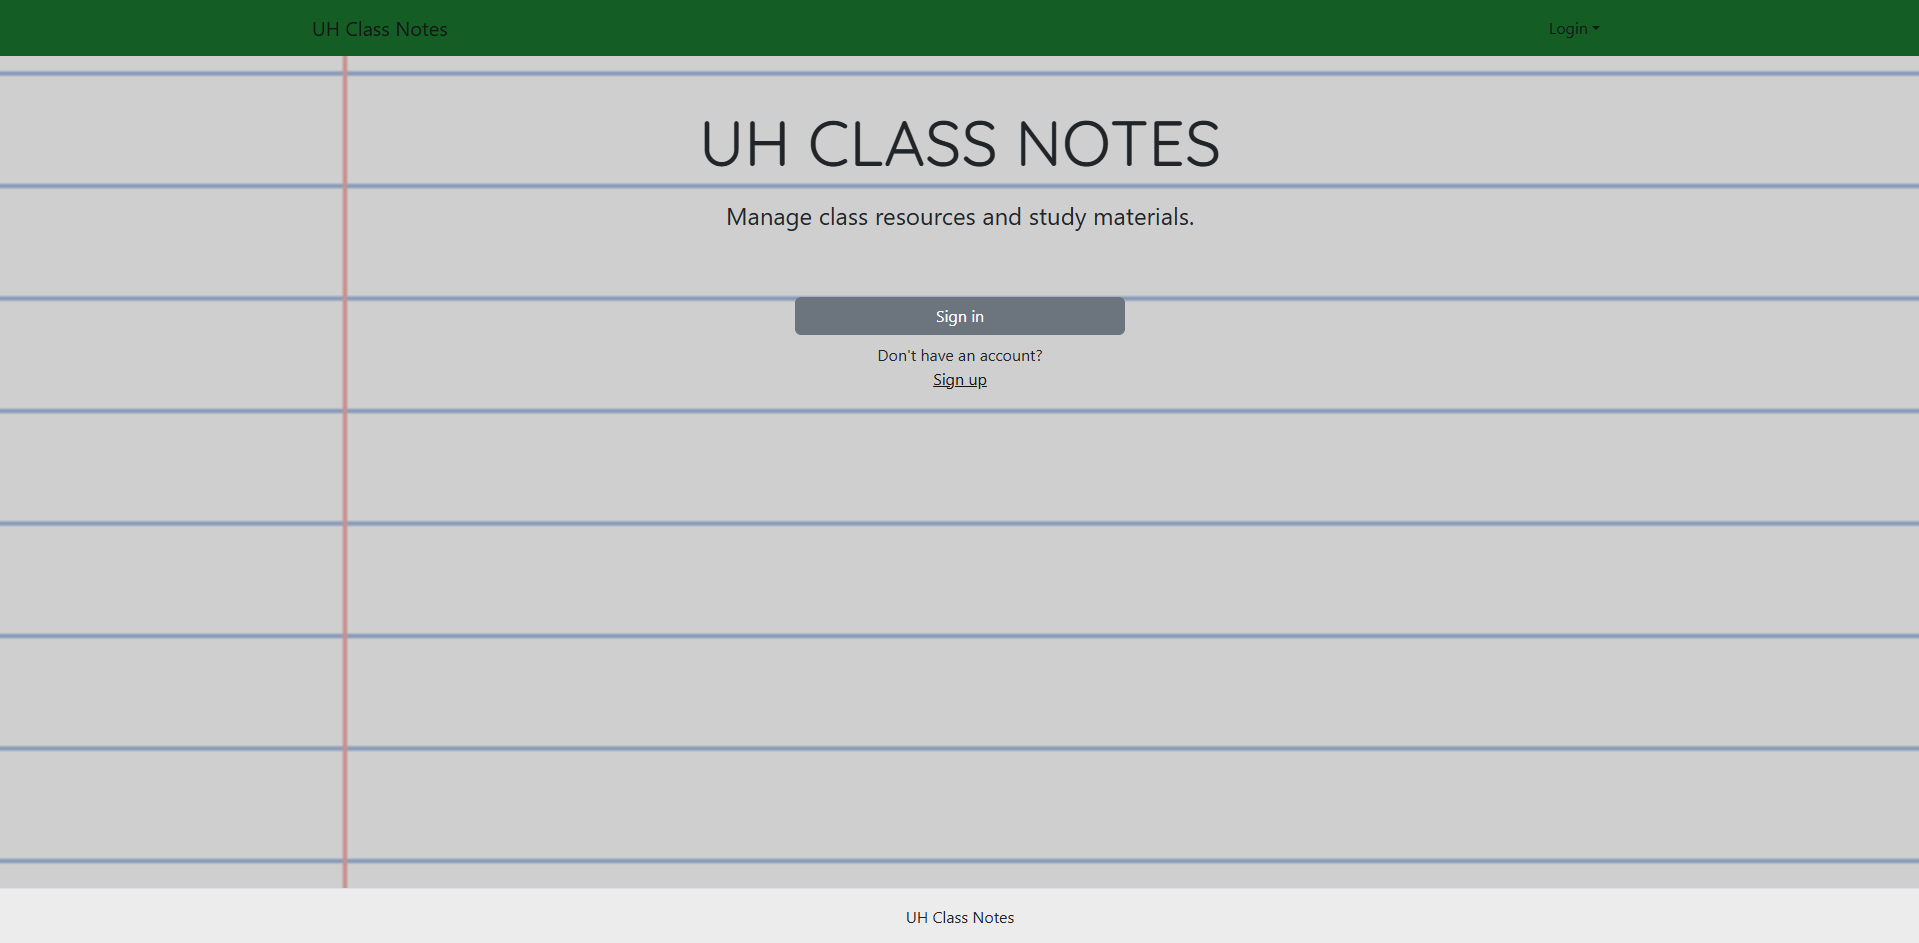 UH Class Notes
Login
UH CLASS NOTES
Manage class resources and study materials.
Sign in
Don't have an account?
Sign up
UH Class Notes